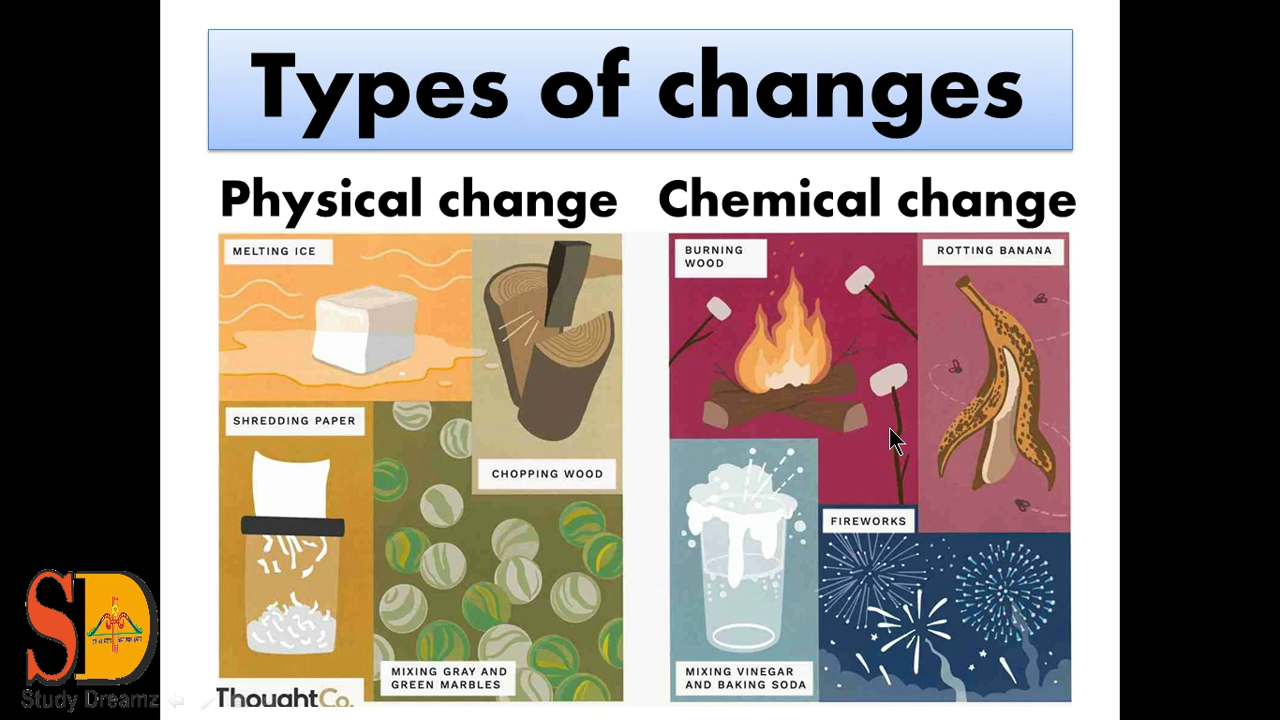 Types of changes
Physical change
Chemical change
MELTING ICE
CHOPPING WOOD
SHREDDING PAPER
MIXING GRAY AND
GREEN MARBLES
BURNING
WOOD
ROTTING BANANA
FIREWORKS
MIXING VINEGAR
AND BAKING SODA
ThoughtCo.
SD
Study Dreamz